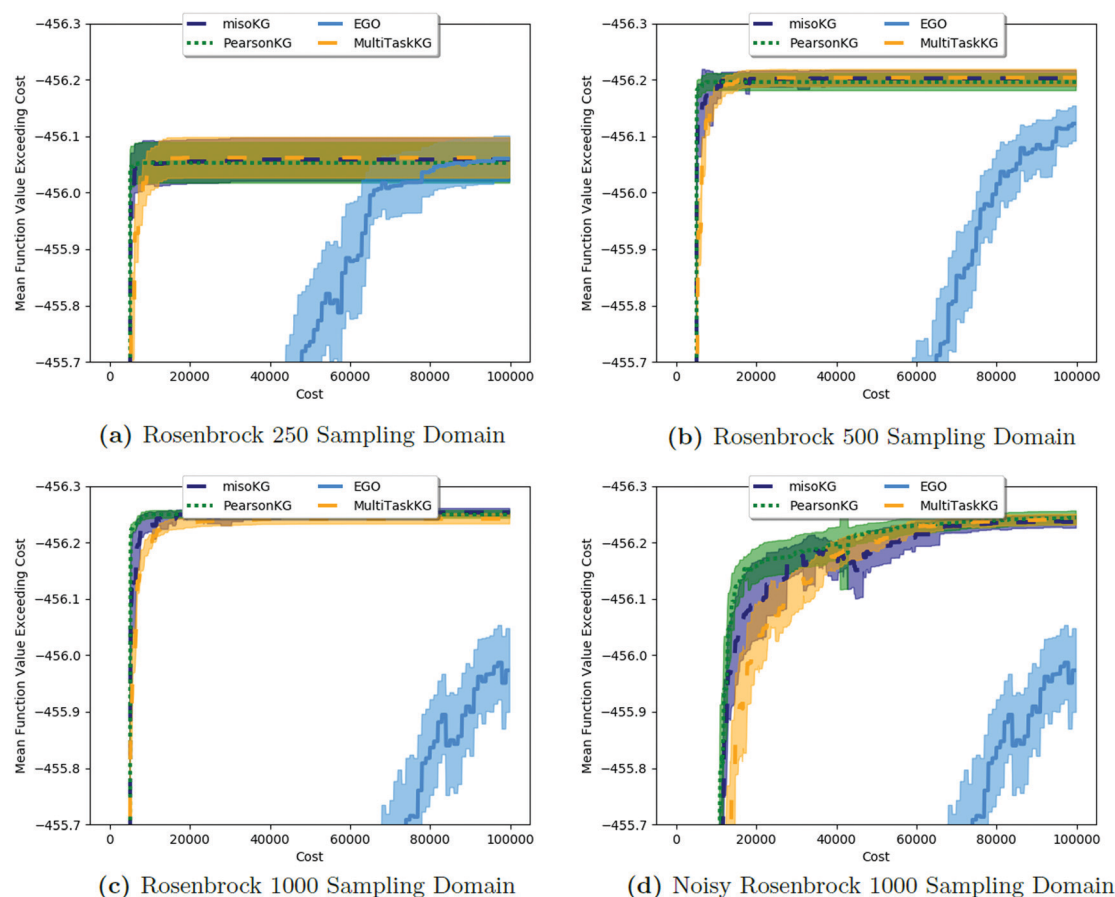 misoKG
PearsonKG
EGO
MultiTaskKG
Mean Function Value Exceeding Cost
−456.3
−456.2
−456.1
−456.0
−455.9
−455.8
−455.7
0
20000
40000
60000
80000
100000
Cost
(a) Rosenbrock 250 Sampling Domain
misoKG
PearsonKG
EGO
MultiTaskKG
Mean Function Value Exceeding Cost
−456.3
−456.2
−456.1
−456.0
−455.9
−455.8
−455.7
0
20000
40000
60000
80000
100000
Cost
(b) Rosenbrock 500 Sampling Domain
misoKG
PearsonKG
EGO
MultiTaskKG
Mean Function Value Exceeding Cost
−456.3
−456.2
−456.1
−456.0
−455.9
−455.8
−455.7
0
20000
40000
60000
80000
100000
Cost
(c) Rosenbrock 1000 Sampling Domain
misoKG
PearsonKG
EGO
MultiTaskKG
Mean Function Value Exceeding Cost
−456.3
−456.2
−456.1
−456.0
−455.9
−455.8
−455.7
0
20000
40000
60000
80000
100000
Cost
(d) Noisy Rosenbrock 1000 Sampling Domain